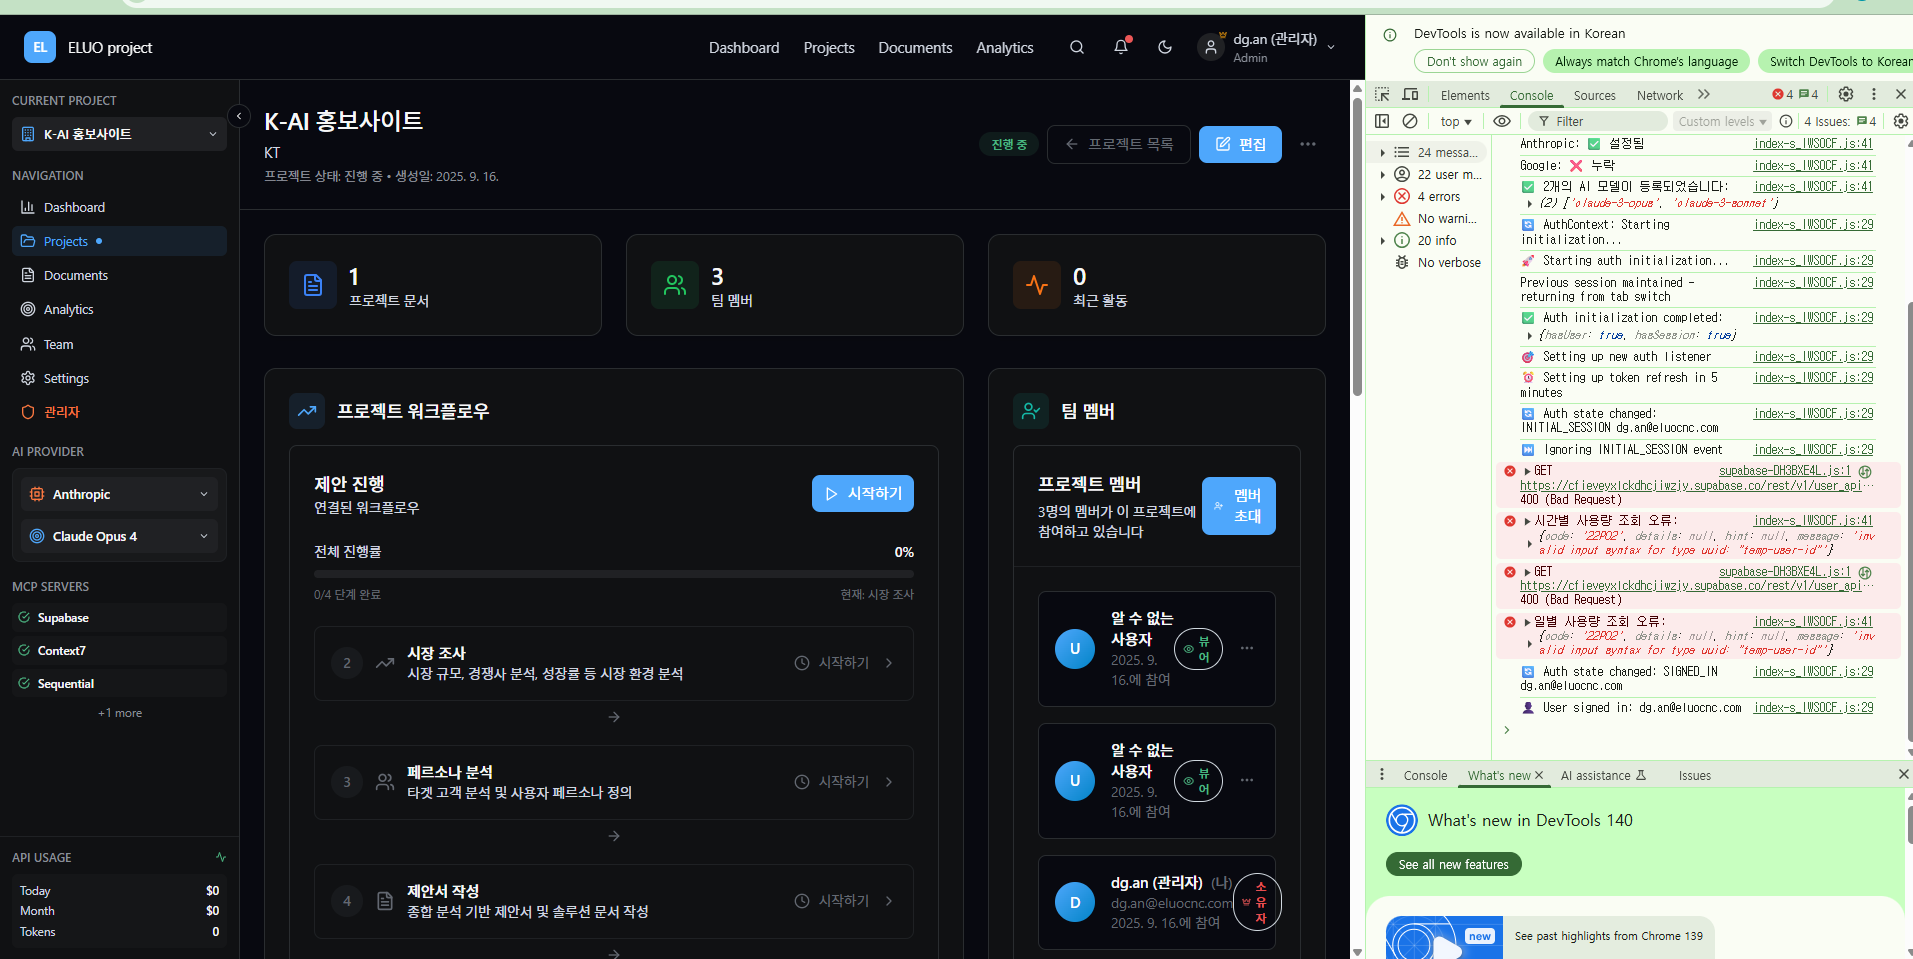 EL
ELUO project
Dashboard
Projects
Documents
Analytics
dg.an (관리자)
Admin
CURRENT PROJECT
K-AI 홍보사이트
NAVIGATION
Dashboard
Projects
Documents
Analytics
Team
Settings
관리자
AI PROVIDER
Anthropic
Claude Opus 4
MCP SERVERS
Supabase
Context7
Sequential
+1 more
API USAGE
Today $0
Month $0
Tokens 0
K-AI 홍보사이트
KT
프로젝트 상태: 진행 중 • 생성일: 2025. 9. 16.
진행 중
프로젝트 목록
편집
1
프로젝트 문서
3
팀 멤버
0
최근 활동
프로젝트 워크플로우
제안 진행
연결된 워크플로우
시작하기
전체 진행률 0%
0/4 단계 완료
현재: 시장 조사
2
시장 조사
시장 규모, 경쟁사 분석, 성장률 등 시장 환경 분석
시작하기
3
페르소나 분석
타겟 고객 분석 및 사용자 페르소나 정의
시작하기
4
제안서 작성
종합 분석 기반 제안서 및 솔루션 문서 작성
시작하기
팀 멤버
프로젝트 멤버
3명의 멤버가 이 프로젝트에
참여하고 있습니다
멤버
초대
U
알 수 없는
사용자
2025. 9.
16.에 참여
뷰
어
U
알 수 없는
사용자
2025. 9.
16.에 참여
뷰
어
D
dg.an (관리자) (나)
dg.an@eluocnc.com
2025. 9. 16.에 참여
소
유
자
DevTools is now available in Korean
Don't show again
Always match Chrome's language
Switch DevTools to Korean
Elements
Console
Sources
Network
4
4
top
Filter
Custom levels
4 Issues: 4
24 messa...
22 user m...
4 errors
No warni...
20 info
No verbose
Anthropic: ✅ 설정됨 index-s_IWSOCF.js:41
Google: ❌ 누락 index-s_IWSOCF.js:41
✅ 2개의 AI 모델이 등록되었습니다: index-s_IWSOCF.js:41
(2) ['claude-3-opus', 'claude-3-sonnet']
AuthContext: Starting index-s_IWSOCF.js:29
initialization...
🚀 Starting auth initialization... index-s_IWSOCF.js:29
Previous session maintained - index-s_IWSOCF.js:29
returning from tab switch
✅ Auth initialization completed: index-s_IWSOCF.js:29
{hasUser: true, hasSession: true}
🎯 Setting up new auth listener index-s_IWSOCF.js:29
⏰ Setting up token refresh in 5 index-s_IWSOCF.js:29
minutes
Auth state changed: index-s_IWSOCF.js:29
INITIAL_SESSION dg.an@eluocnc.com
Ignoring INITIAL_SESSION event index-s_IWSOCF.js:29
GET supabase-DH3BXE4L.js:1
https://cfieveyxlckdhcjiwzjy.supabase.co/rest/v1/user_api…
400 (Bad Request)
시간별 사용량 조회 오류: index-s_IWSOCF.js:41
{code: '22P02', details: null, hint: null, message: 'inv
alid input syntax for type uuid: "temp-user-id"'}
GET supabase-DH3BXE4L.js:1
https://cfieveyxlckdhcjiwzjy.supabase.co/rest/v1/user_api…
400 (Bad Request)
일별 사용량 조회 오류: index-s_IWSOCF.js:41
{code: '22P02', details: null, hint: null, message: 'inv
alid input syntax for type uuid: "temp-user-id"'}
Auth state changed: SIGNED_IN index-s_IWSOCF.js:29
dg.an@eluocnc.com
👤 User signed in: dg.an@eluocnc.com index-s_IWSOCF.js:29
Console
What's new
AI assistance
Issues
What's new in DevTools 140
See all new features
new
See past highlights from Chrome 139